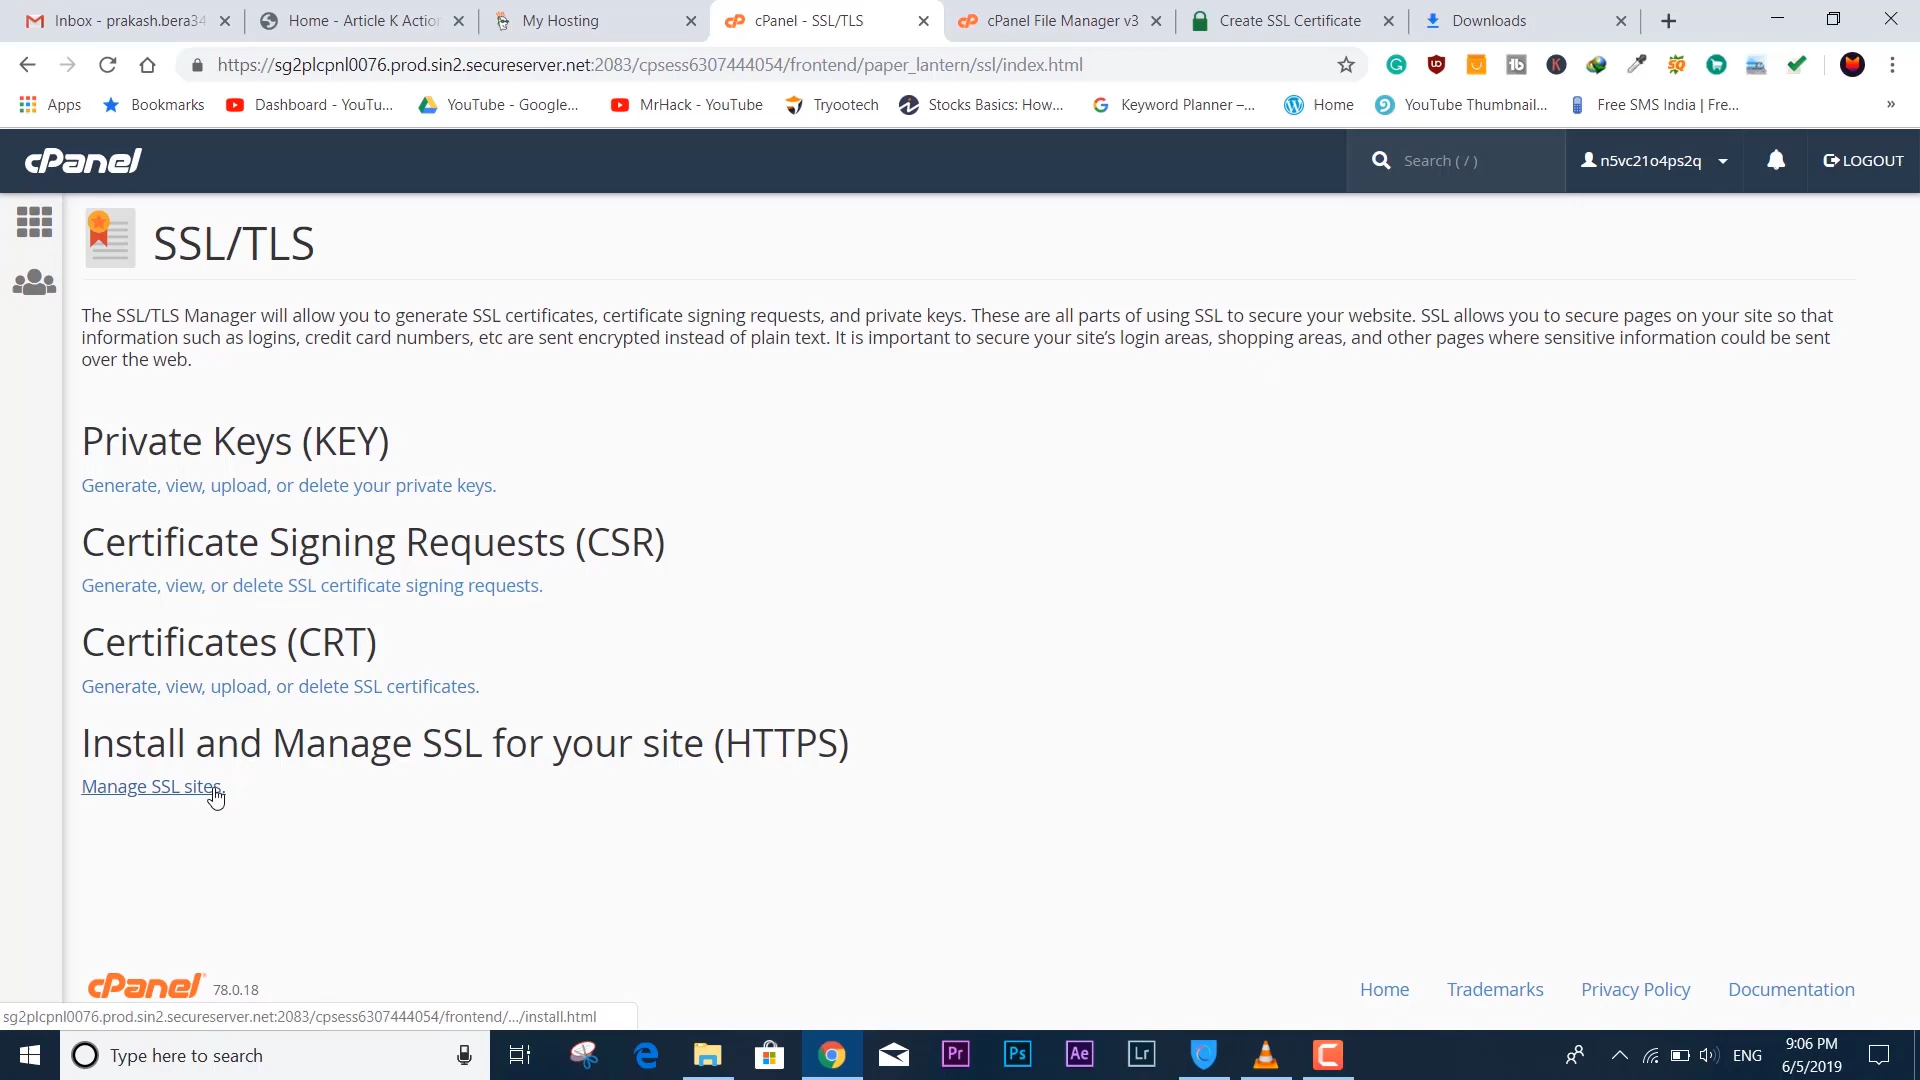 Inbox - prakash.bera34
Home - Article K Action
My Hosting
cPanel - SSL/TLS
cPanel File Manager v3
Create SSL Certificate
Downloads
https://sg2plcpnl0076.prod.sin2.secureserver.net:2083/cpsess6307444054/frontend/paper_lantern/ssl/index.html
Apps
Bookmarks
Dashboard - YouTu...
YouTube - Google...
MrHack - YouTube
Tryootech
Stocks Basics: How...
Keyword Planner –...
Home
YouTube Thumbnail...
Free SMS India | Fre...
»
cPanel
Search ( / )
n5vc21o4ps2q
LOGOUT
SSL/TLS
The SSL/TLS Manager will allow you to generate SSL certificates, certificate signing requests, and private keys. These are all parts of using SSL to secure your website. SSL allows you to secure pages on your site so that
information such as logins, credit card numbers, etc are sent encrypted instead of plain text. It is important to secure your site’s login areas, shopping areas, and other pages where sensitive information could be sent
over the web.
Private Keys (KEY)
Generate, view, upload, or delete your private keys.
Certificate Signing Requests (CSR)
Generate, view, or delete SSL certificate signing requests.
Certificates (CRT)
Generate, view, upload, or delete SSL certificates.
Install and Manage SSL for your site (HTTPS)
Manage SSL sites.
cPanel 78.0.18
Home
Trademarks
Privacy Policy
Documentation
sg2plcpnl0076.prod.sin2.secureserver.net:2083/cpsess6307444054/frontend/.../install.html
Type here to search
Pr
Ps
Ae
Lr
ENG
9:06 PM
6/5/2019